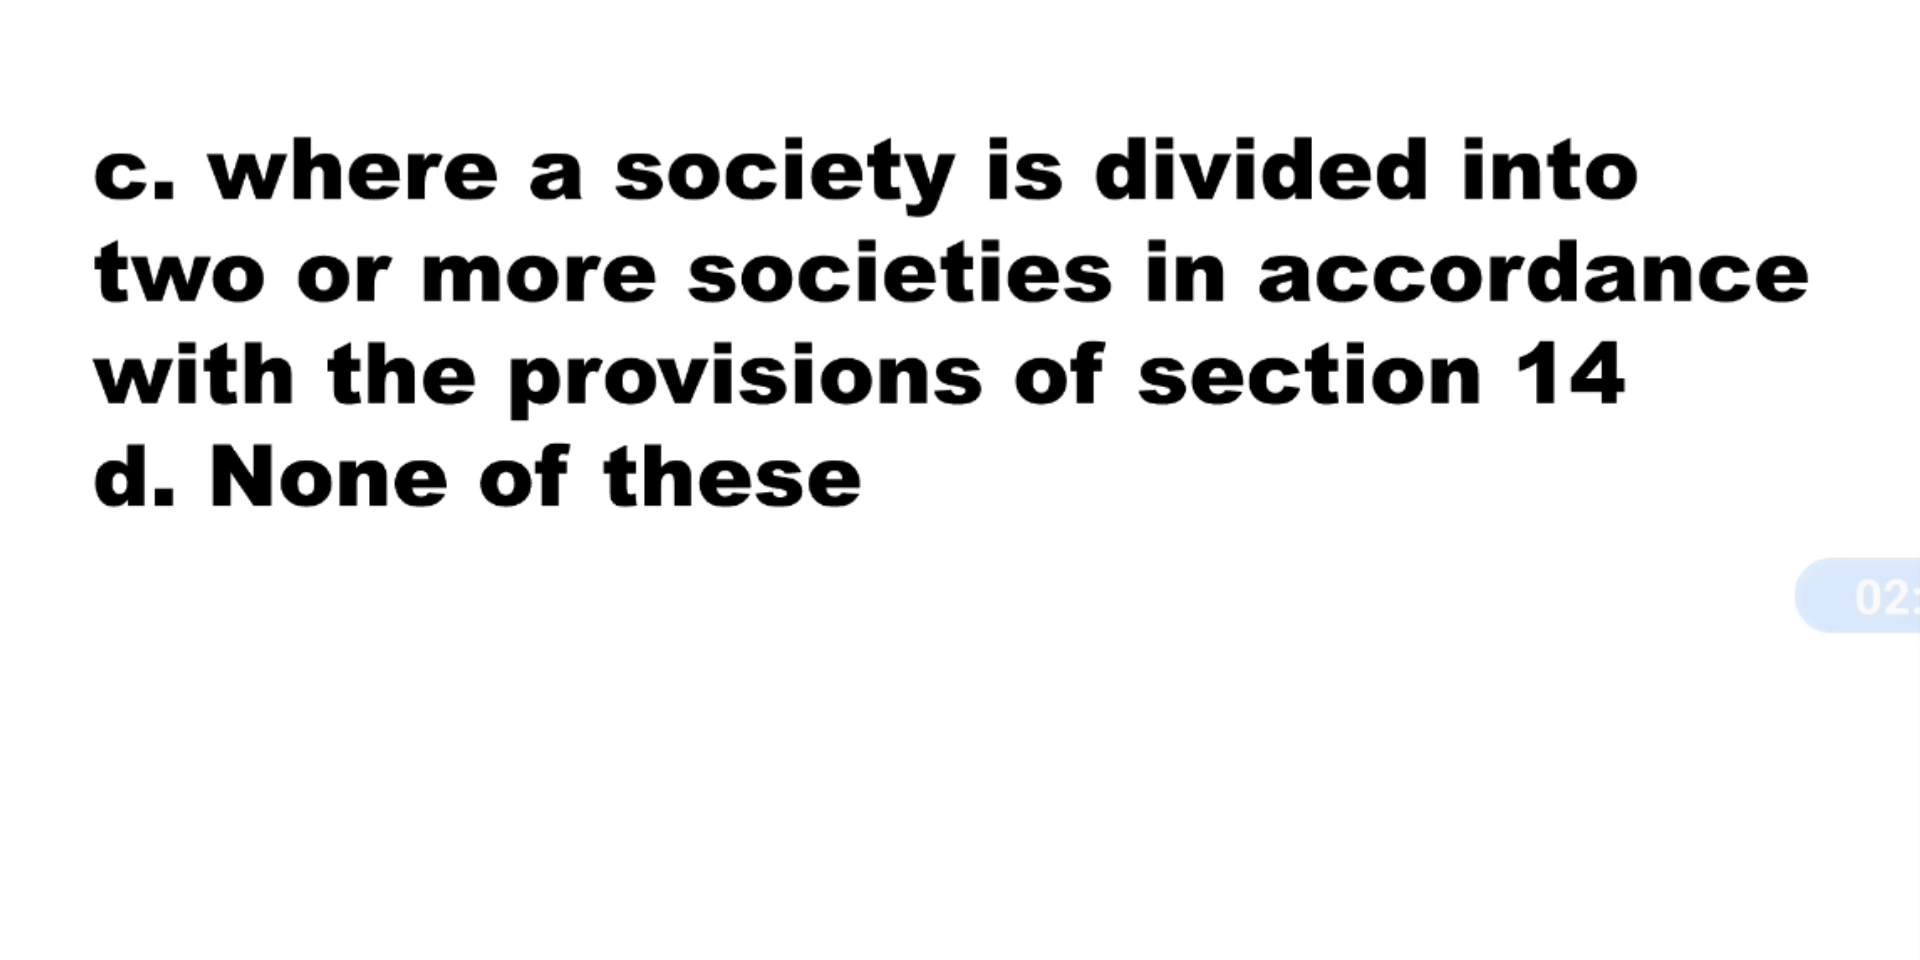 c. where a society is divided into
two or more societies in accordance
with the provisions of section 14
d. None of these
02: